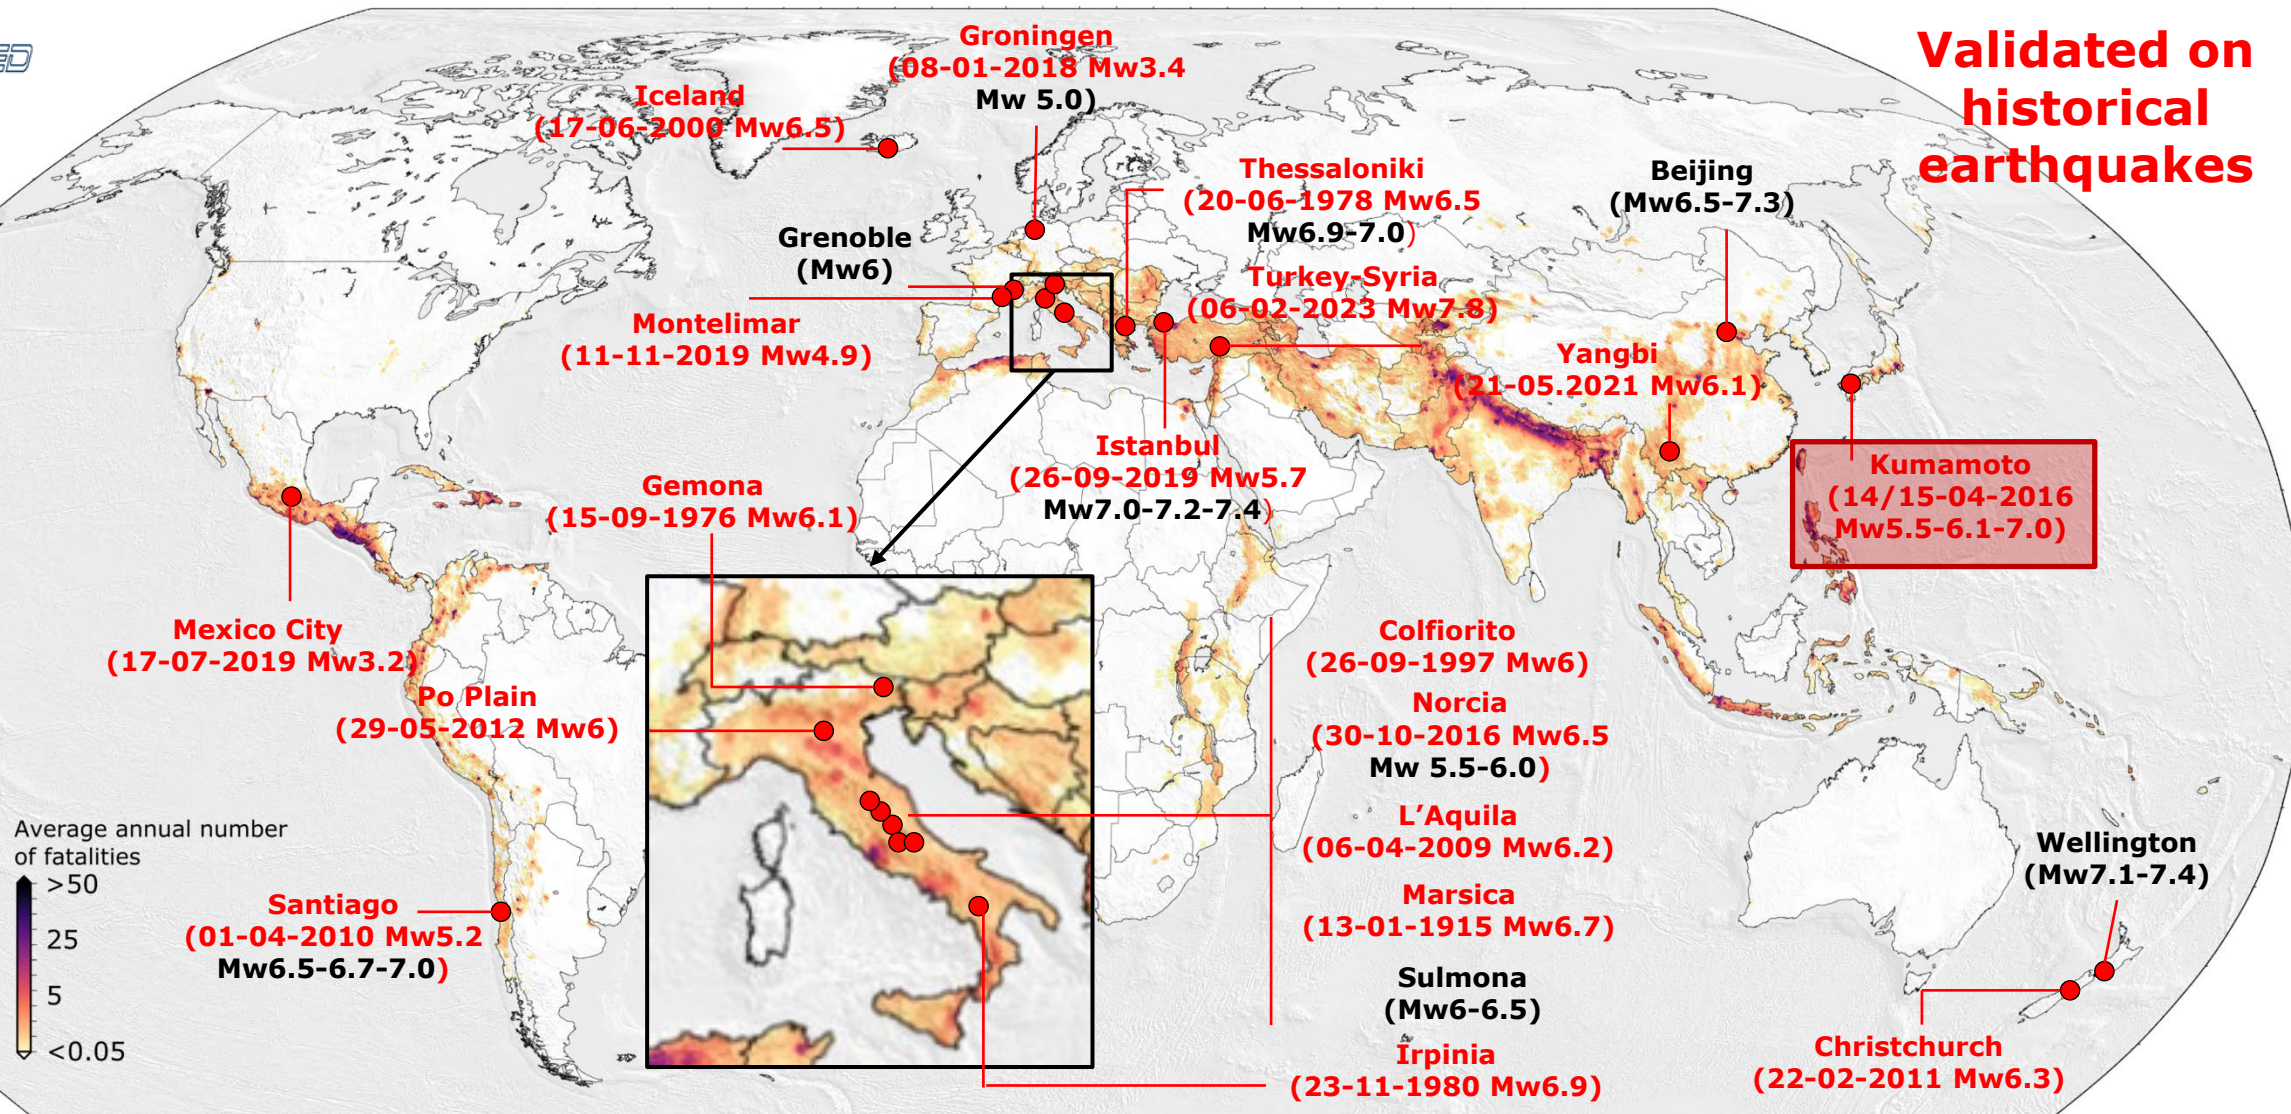 ED
Validated on
historical
earthquakes
Groningen
(08-01-2018 Mw3.4
Mw 5.0)
Iceland
(17-06-2000 Mw6.5)
Thessaloniki
(20-06-1978 Mw6.5
Mw6.9-7.0)
Beijing
(Mw6.5-7.3)
Grenoble
(Mw6)
Turkey-Syria
(06-02-2023 Mw7.8)
Montelimar
(11-11-2019 Mw4.9)
Yangbi
(21-05.2021 Mw6.1)
Istanbul
(26-09-2019 Mw5.7
Mw7.0-7.2-7.4)
Kumamoto
(14/15-04-2016
Mw5.5-6.1-7.0)
Gemona
(15-09-1976 Mw6.1)
Mexico City
(17-07-2019 Mw3.2)
Po Plain
(29-05-2012 Mw6)
Colfiorito
(26-09-1997 Mw6)
Norcia
(30-10-2016 Mw6.5
Mw 5.5-6.0)
L’Aquila
(06-04-2009 Mw6.2)
Marsica
(13-01-1915 Mw6.7)
Sulmona
(Mw6-6.5)
Irpinia
(23-11-1980 Mw6.9)
Wellington
(Mw7.1-7.4)
Christchurch
(22-02-2011 Mw6.3)
Santiago
(01-04-2010 Mw5.2
Mw6.5-6.7-7.0)
Average annual number
of fatalities
>50
25
5
<0.05